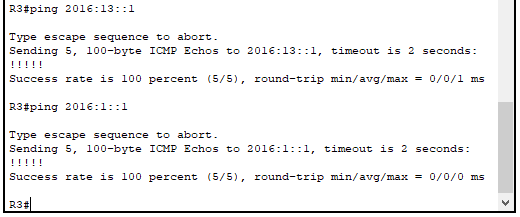 R3#ping 2016:13::1
Type escape sequence to abort.
Sending 5, 100-byte ICMP Echos to 2016:13::1, timeout is 2 seconds:
!!!!!
Success rate is 100 percent (5/5), round-trip min/avg/max = 0/0/1 ms
R3#ping 2016:1::1
Type escape sequence to abort.
Sending 5, 100-byte ICMP Echos to 2016:1::1, timeout is 2 seconds:
!!!!!
Success rate is 100 percent (5/5), round-trip min/avg/max = 0/0/0 ms
R3#